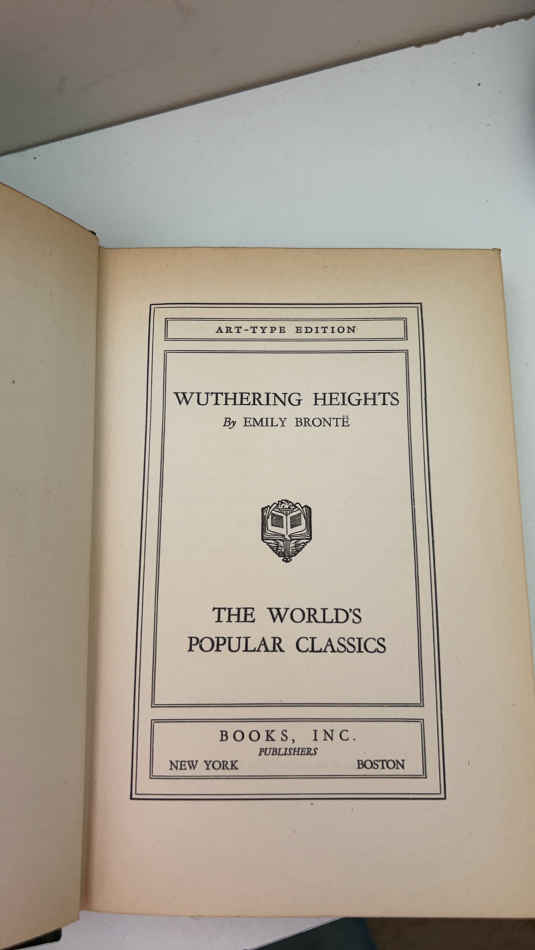 ART-TYPE EDITION
WUTHERING HEIGHTS
By EMILY BRONTË
THE WORLD'S
POPULAR CLASSICS
BOOKS, INC.
PUBLISHERS
NEW YORK BOSTON